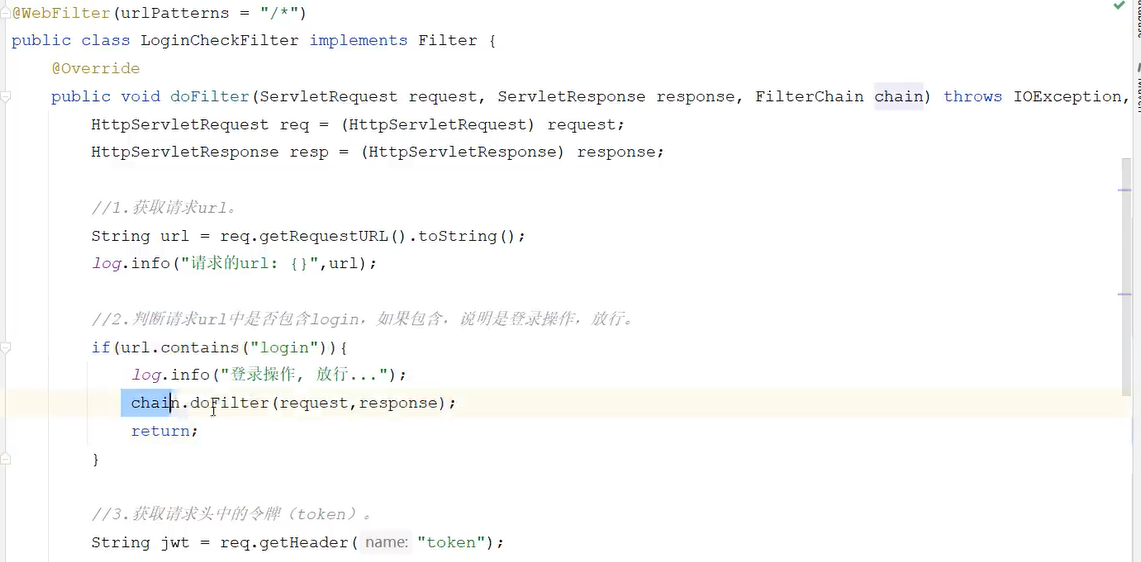 @WebFilter(urlPatterns = "/*")
public class LoginCheckFilter implements Filter {
@Override
public void doFilter(ServletRequest request, ServletResponse response, FilterChain chain) throws IOException,
HttpServletRequest req = (HttpServletRequest) request;
HttpServletResponse resp = (HttpServletResponse) response;
//1.获取请求url。
String url = req.getRequestURL().toString();
log.info("请求的url: {}",url);
//2.判断请求url中是否包含login，如果包含，说明是登录操作，放行。
if(url.contains("login")){
log.info("登录操作, 放行...");
chain.doFilter(request,response);
return;
}
//3.获取请求头中的令牌（token）。
String jwt = req.getHeader( name: "token");